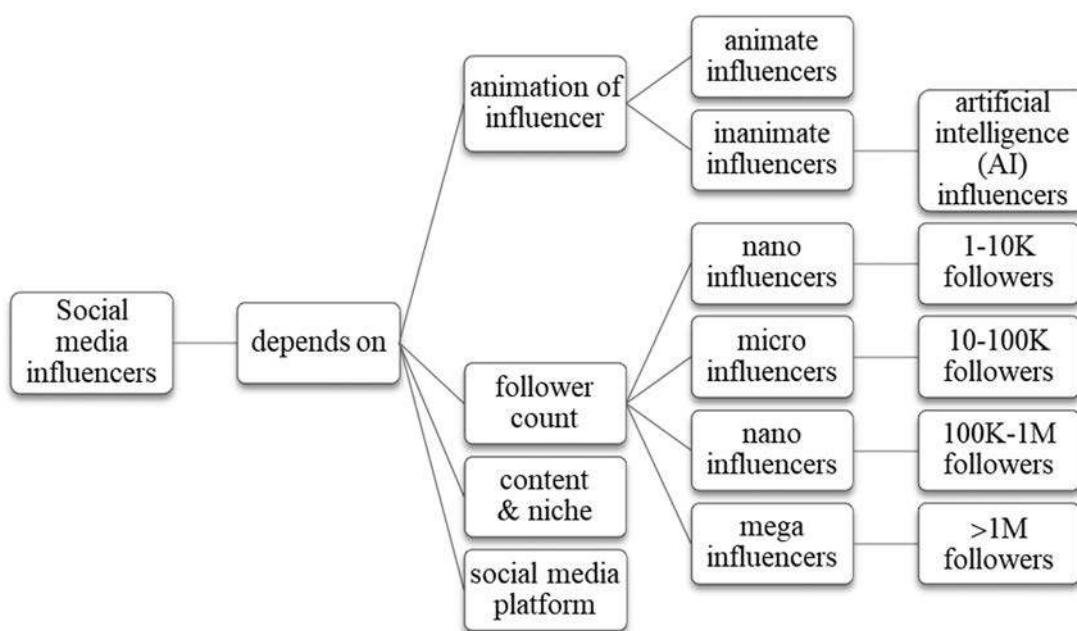 Social
media
influencers
depends on
animation of
influencer
animate
influencers
inanimate
influencers
artificial
intelligence
(AI)
influencers
follower
count
nano
influencers
1-10K
followers
micro
influencers
10-100K
followers
nano
influencers
100K-1M
followers
mega
influencers
>1M
followers
content
& niche
social media
platform